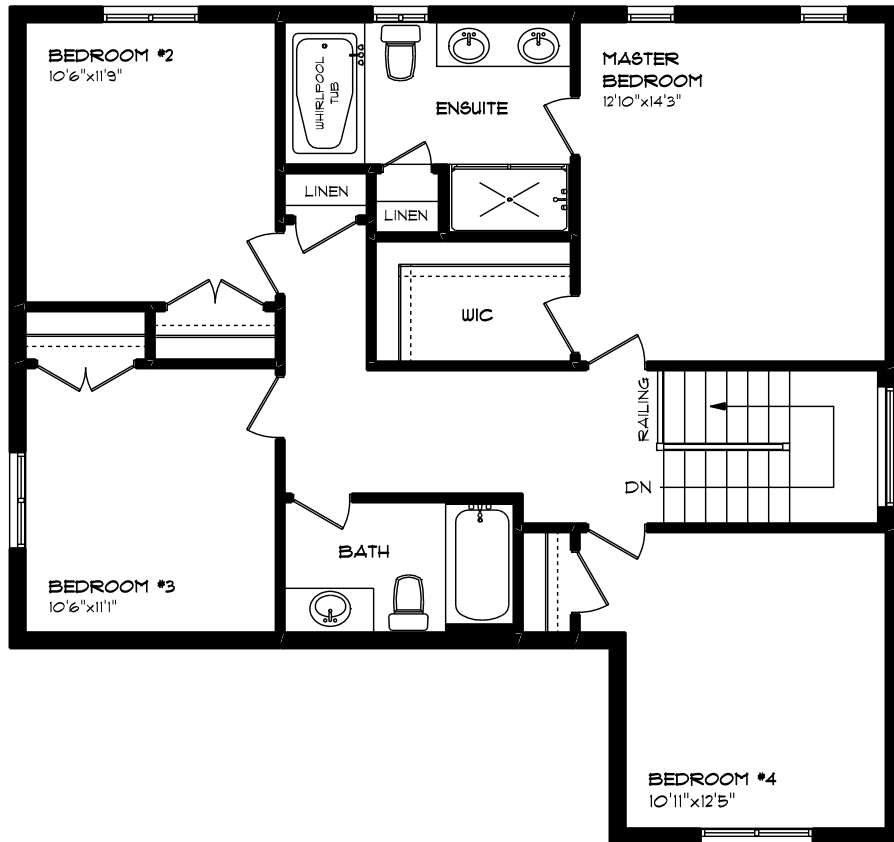 BEDROOM #2
10'6"x11'9"
WHIRLPOOL
TUB
ENSUITE
MASTER
BEDROOM
12'10"x14'3"
LINEN
LINEN
WIC
RAILING
DN
BATH
BEDROOM #3
10'6"x11'1"
BEDROOM #4
10'11"x12'5"